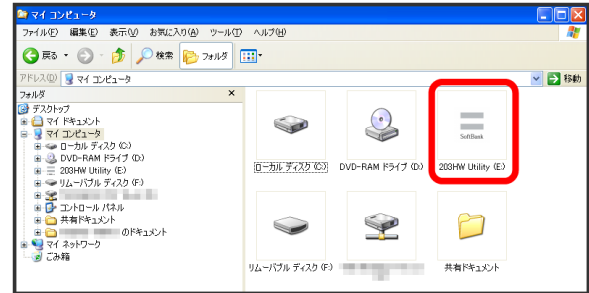 マイ コンピュータ
ファイル(F) 編集(E) 表示(V) お気に入り(A) ツール(T) ヘルプ(H)
戻る 検索 フォルダ
アドレス(D) マイ コンピュータ 移動
フォルダ
デスクトップ
マイ ドキュメント
マイ コンピュータ
ローカル ディスク (C:)
DVD-RAM ドライブ (D:)
203HW Utility (E:)
リムーバブル ディスク (F:)
コントロール パネル
共有ドキュメント
のドキュメント
マイ ネットワーク
ごみ箱
SoftBank
ローカル ディスク (C:) DVD-RAM ドライブ (D:) 203HW Utility (E:)
リムーバブル ディスク (F:) 共有ドキュメント